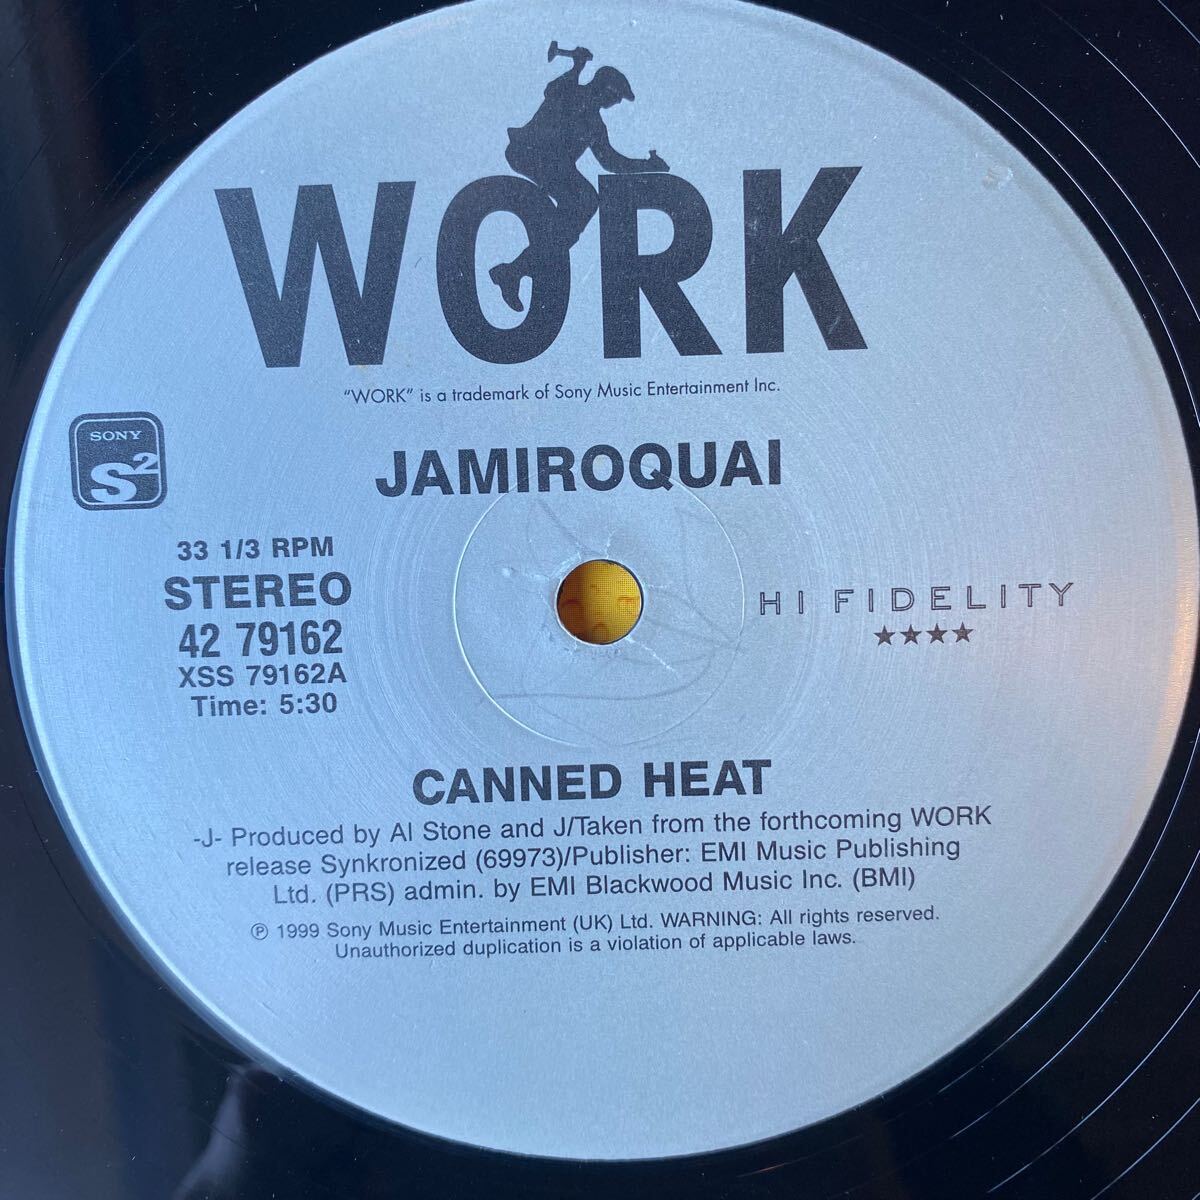 WORK
"WORK" is a trademark of Sony Music Entertainment Inc.
SONY
S2
JAMIROQUAI
33 1/3 RPM
STEREO
42 79162
XSS 79162A
Time: 5:30
HI FIDELITY
★★★★
CANNED HEAT
-J- Produced by Al Stone and J/Taken from the forthcoming WORK
release Synkronized (69973)/Publisher: EMI Music Publishing
Ltd. (PRS) admin. by EMI Blackwood Music Inc. (BMI)
℗ 1999 Sony Music Entertainment (UK) Ltd. WARNING: All rights reserved.
Unauthorized duplication is a violation of applicable laws.